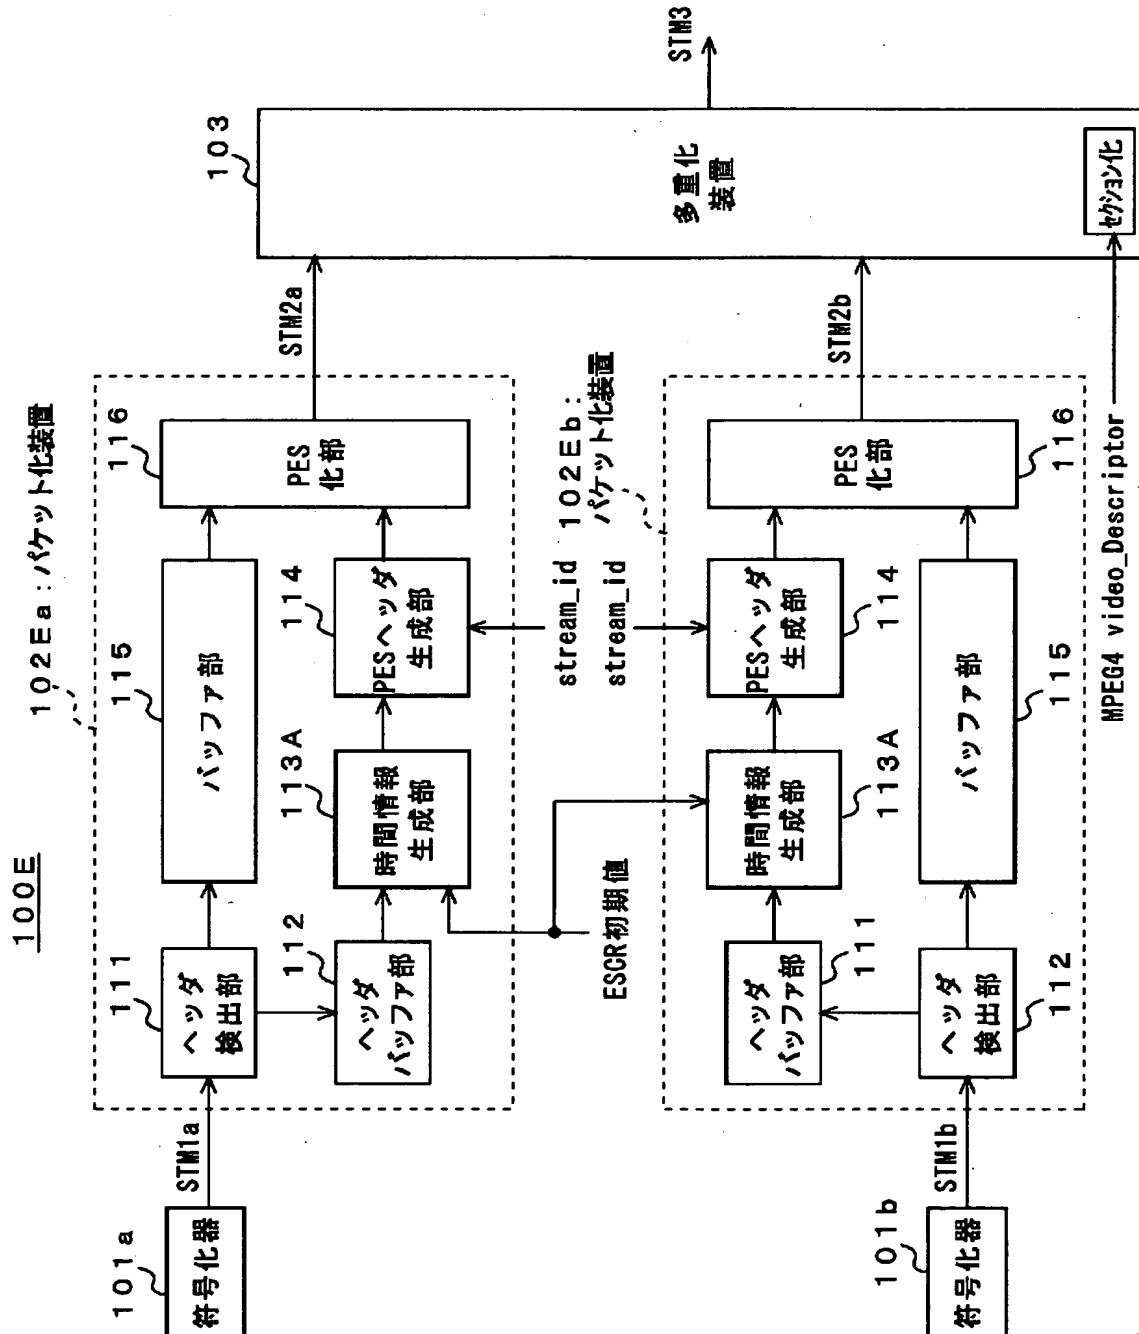 100E
101a
符号化器
STM1a
102Ea：パケット化装置
111
ヘッダ
検出部
112
ヘッダ
バッファ部
115
バッファ部
113A
時間情報
生成部
114
PESヘッダ
生成部
116
PES
化部
STM2a
ESCR初期値
stream_id
stream_id
102Eb：
パケット化装置
101b
符号化器
STM1b
ヘッダ
バッファ部
111
ヘッダ
検出部
112
時間情報
生成部
113A
PESヘッダ
生成部
114
バッファ部
115
PES
化部
116
STM2b
MPEG4 video_Descriptor
103
多重化
装置
セクション化
STM3